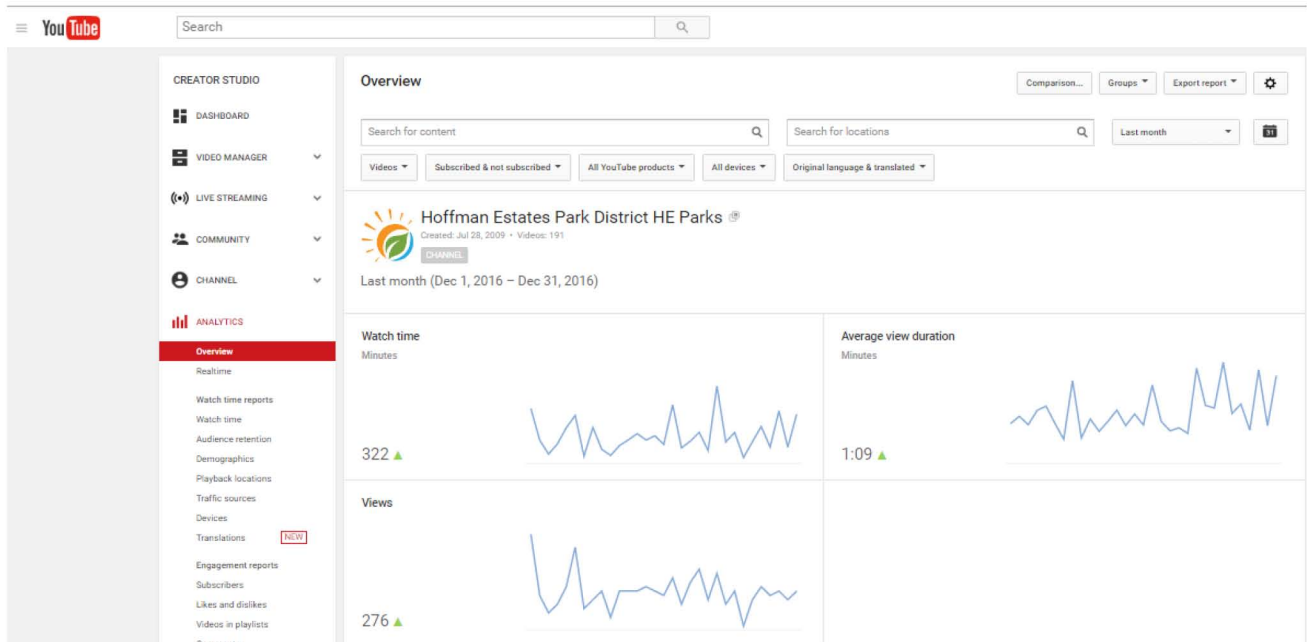 YouTube
Search
CREATOR STUDIO
DASHBOARD
VIDEO MANAGER
LIVE STREAMING
COMMUNITY
CHANNEL
ANALYTICS
Overview
Realtime
Watch time reports
Watch time
Audience retention
Demographics
Playback locations
Traffic sources
Devices
Translations NEW
Engagement reports
Subscribers
Likes and dislikes
Videos in playlists
Overview
Comparison... Groups Export report
Search for content Search for locations Last month 31
Videos Subscribed & not subscribed All YouTube products All devices Original language & translated
Hoffman Estates Park District HE Parks
Created: Jul 28, 2009 • Videos: 191
CHANNEL
Last month (Dec 1, 2016 – Dec 31, 2016)
Watch time
Minutes
322
Average view duration
Minutes
1:09
Views
276